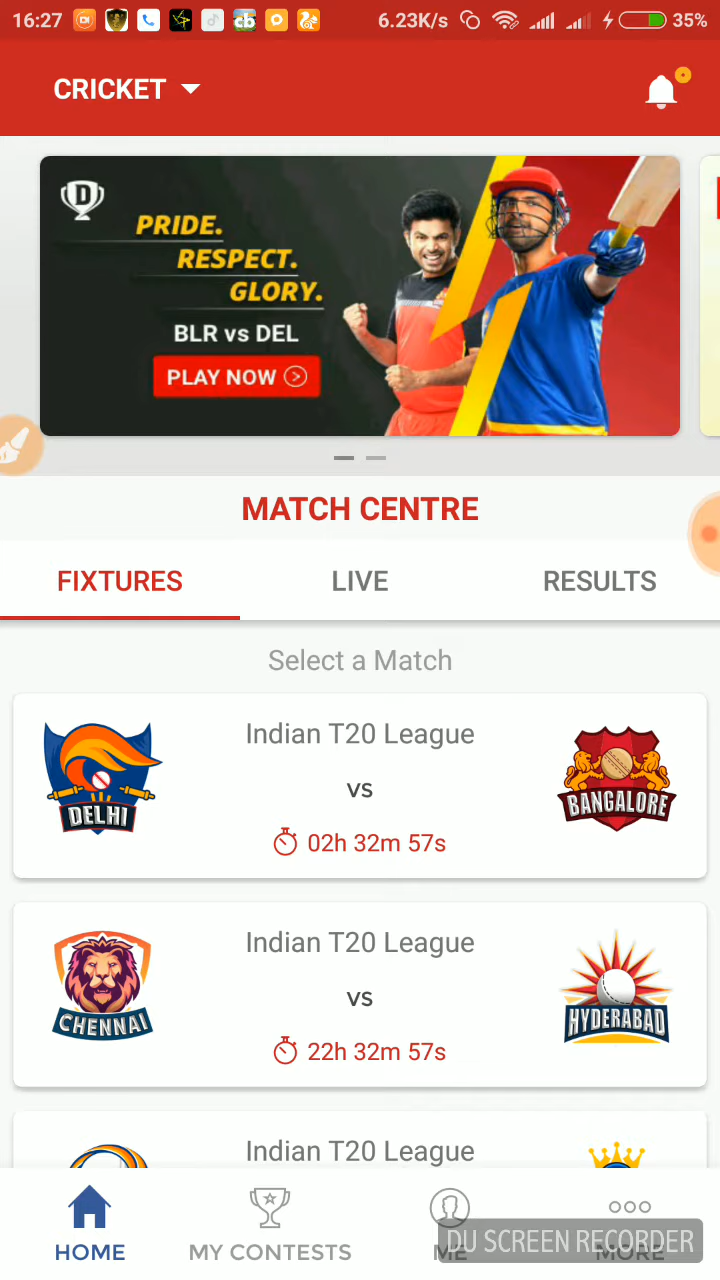 16:27
6.23K/s
35%
CRICKET
D
PRIDE.
RESPECT.
GLORY.
BLR vs DEL
PLAY NOW
MATCH CENTRE
FIXTURES
LIVE
RESULTS
Select a Match
Indian T20 League
DELHI
vs
BANGALORE
02h 32m 57s
Indian T20 League
CHENNAI
vs
HYDERABAD
22h 32m 57s
Indian T20 League
HOME
MY CONTESTS
ME
MORE
DU SCREEN RECORDER